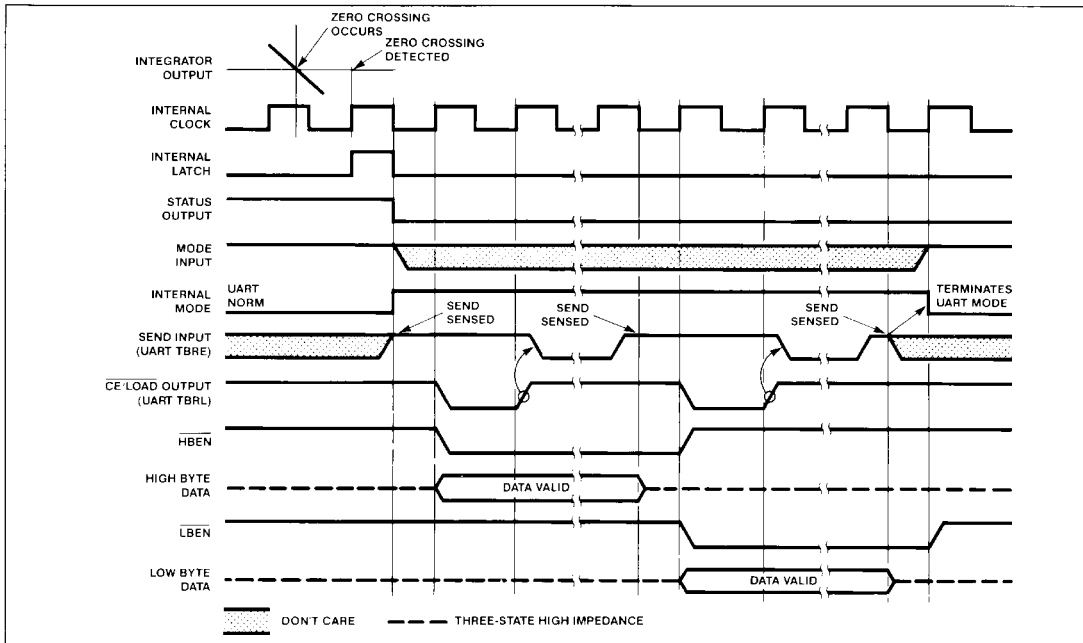 ZERO CROSSING
OCCURS
ZERO CROSSING
DETECTED
INTEGRATOR
OUTPUT
INTERNAL
CLOCK
INTERNAL
LATCH
STATUS
OUTPUT
MODE
INPUT
INTERNAL
MODE
UART
NORM
TERMINATES
UART MODE
SEND
SENSED
SEND
SENSED
SEND
SENSED
SEND INPUT
(UART TBRE)
CE/LOAD OUTPUT
(UART TBRL)
HBEN
HIGH BYTE
DATA
DATA VALID
LBEN
LOW BYTE
DATA
DATA VALID
DON'T CARE
THREE-STATE HIGH IMPEDANCE